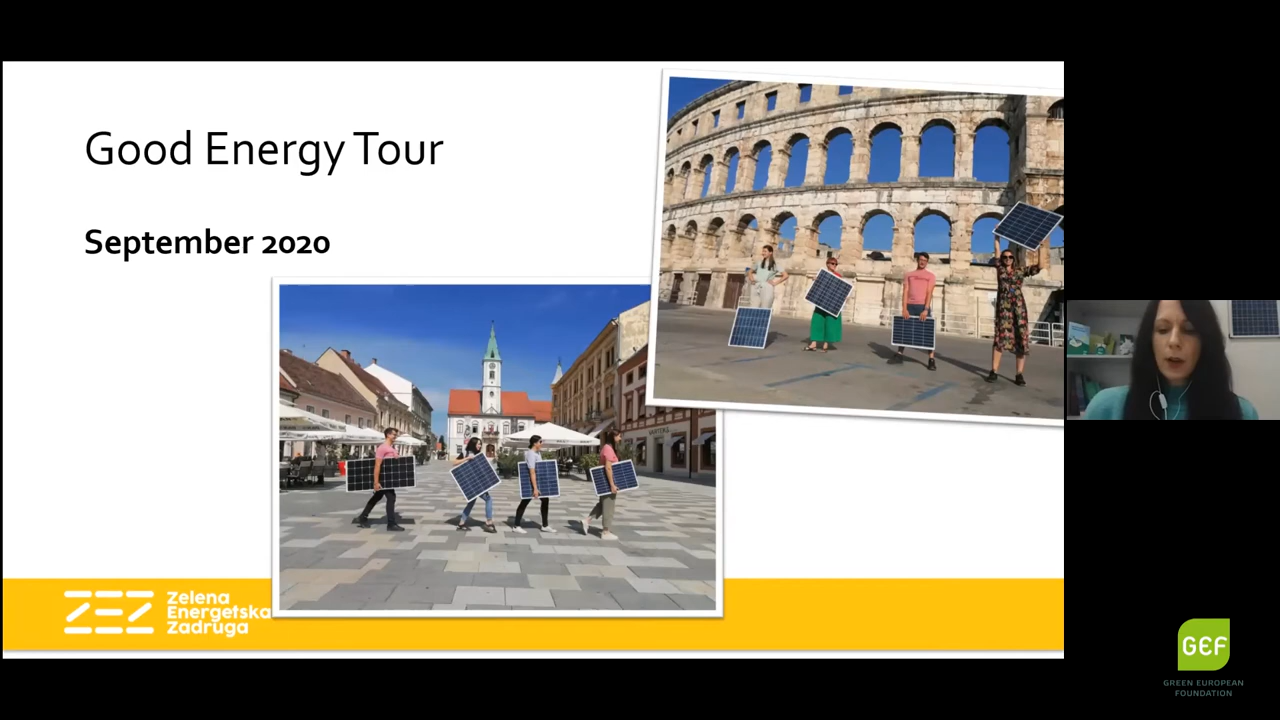 Good Energy Tour
September 2020
ZEZ
Zelena
Energetska
Zadruga
GEF
GREEN EUROPEAN
FOUNDATION